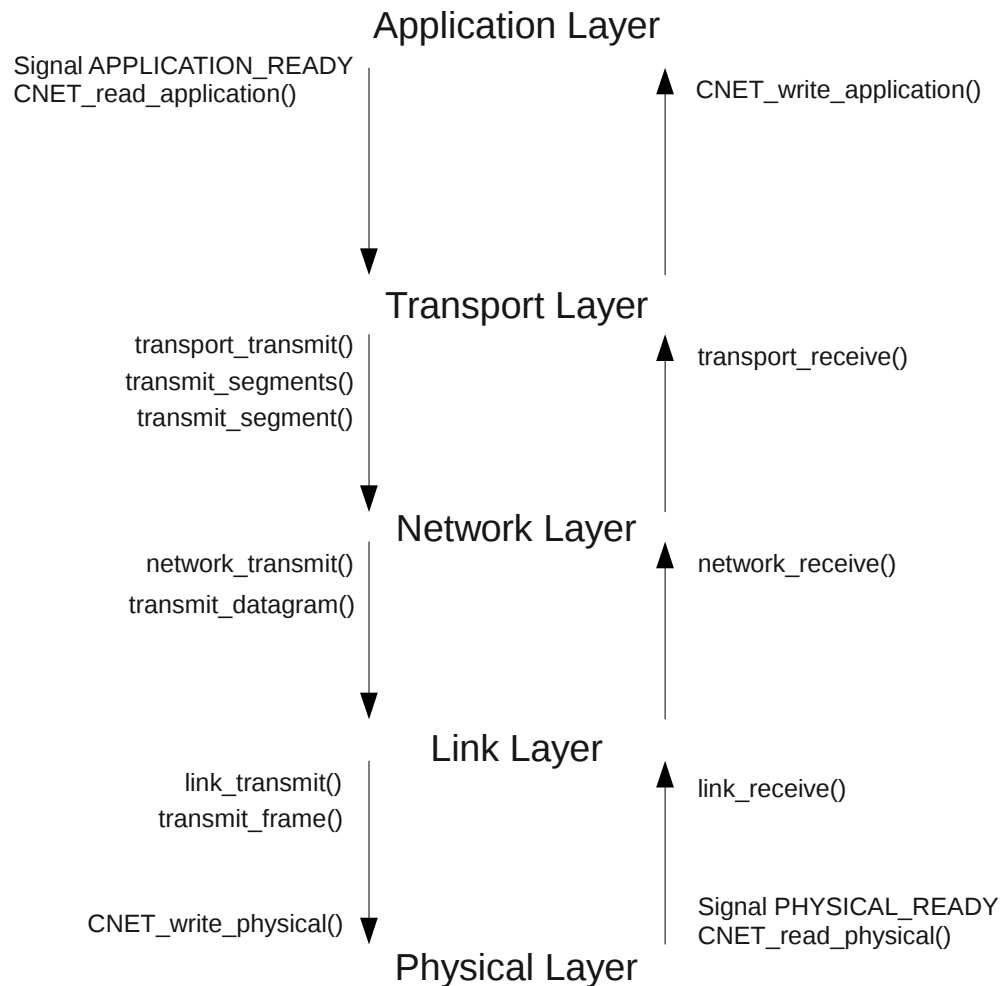 Application Layer
Signal APPLICATION_READY
CNET_read_application()
CNET_write_application()
Transport Layer
transport_transmit()
transmit_segments()
transmit_segment()
transport_receive()
Network Layer
network_transmit()
transmit_datagram()
network_receive()
Link Layer
link_transmit()
transmit_frame()
link_receive()
CNET_write_physical()
Signal PHYSICAL_READY
CNET_read_physical()
Physical Layer